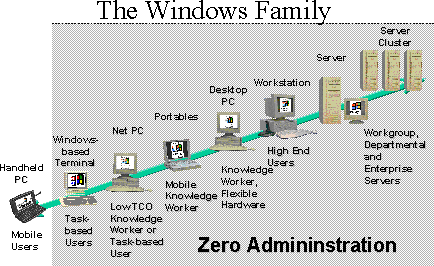 The Windows Family
Server
Cluster
Server
Workstation
Desktop
PC
Portables
Net PC
Windows-
based
Terminal
Handheld
PC
Mobile
Users
Task-
based
Users
Low TCO
Knowledge
Worker or
Task-based
User
Mobile
Knowledge
Worker
Knowledge
Worker,
Flexible
Hardware
High End
Users
Workgroup,
Departmental
and
Enterprise
Servers
Zero Admininstration